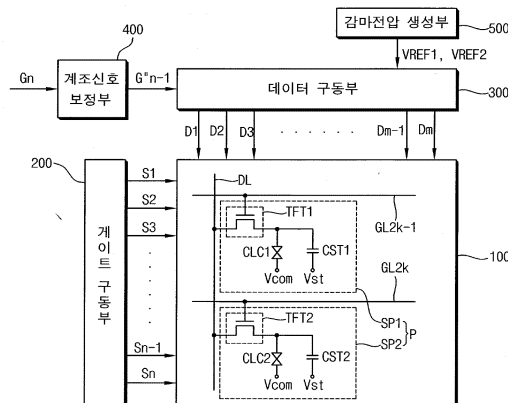 감마전압 생성부
500
VREF1, VREF2
400
Gn
계조신호
보정부
G"n-1
데이터 구동부
300
D1 D2 D3 . . . . . . Dm-1 Dm
200
게이트 구동부
S1
S2
S3
Sn-1
Sn
100
DL
TFT1
GL2k-1
CLC1
CST1
Vcom
Vst
GL2k
SP1
SP2
P
TFT2
CLC2
CST2
Vcom
Vst